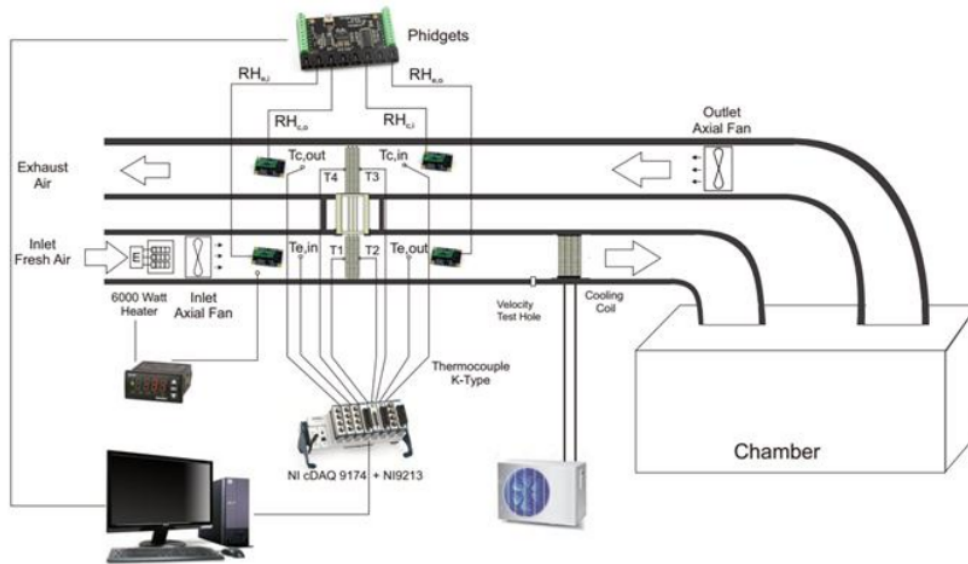 Phidgets
RHe,i
RHe,o
RHc,o
RHc,i
Outlet
Axial Fan
Exhaust
Air
Tc,out
Tc,in
T4
T3
Inlet
Fresh Air
Te,in
T1
T2
Te,out
6000 Watt
Heater
Inlet
Axial Fan
Velocity
Test Hole
Cooling
Coil
Thermocouple
K-Type
NI cDAQ 9174 + NI9213
Chamber